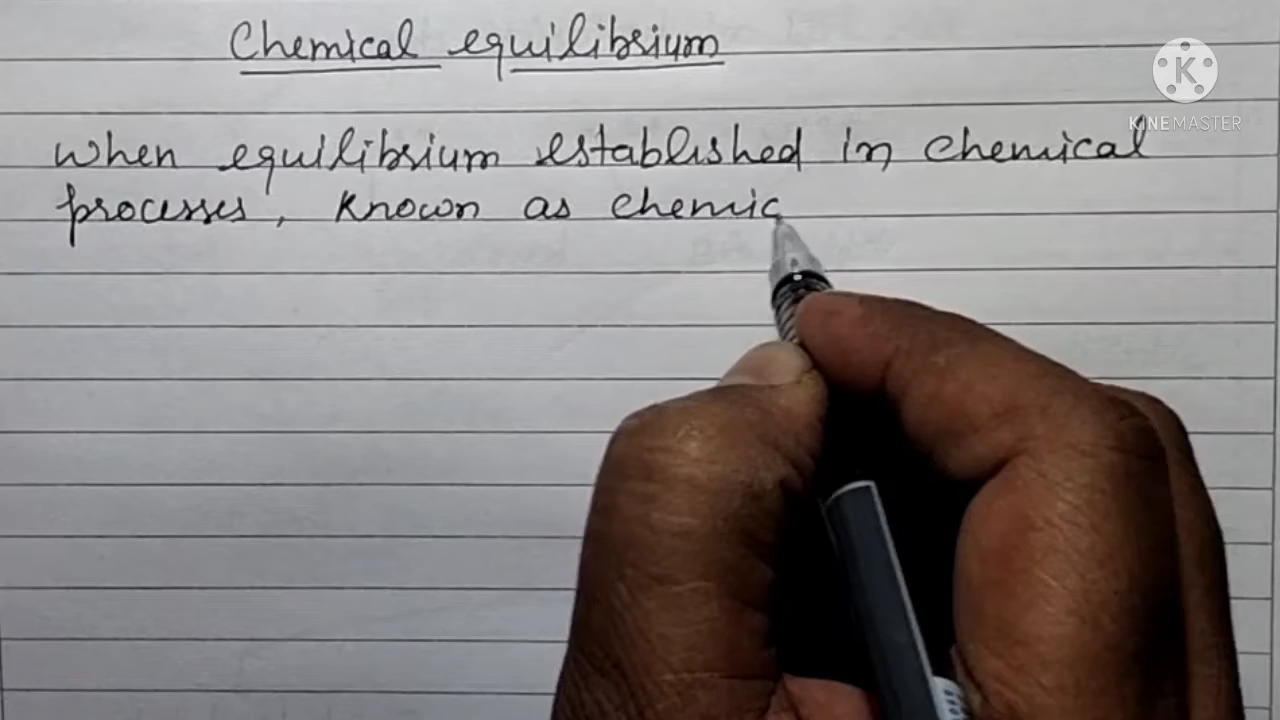 Chemical equilibrium
K
KINEMASTER
when equilibrium established in chemical
processes, known as chemic